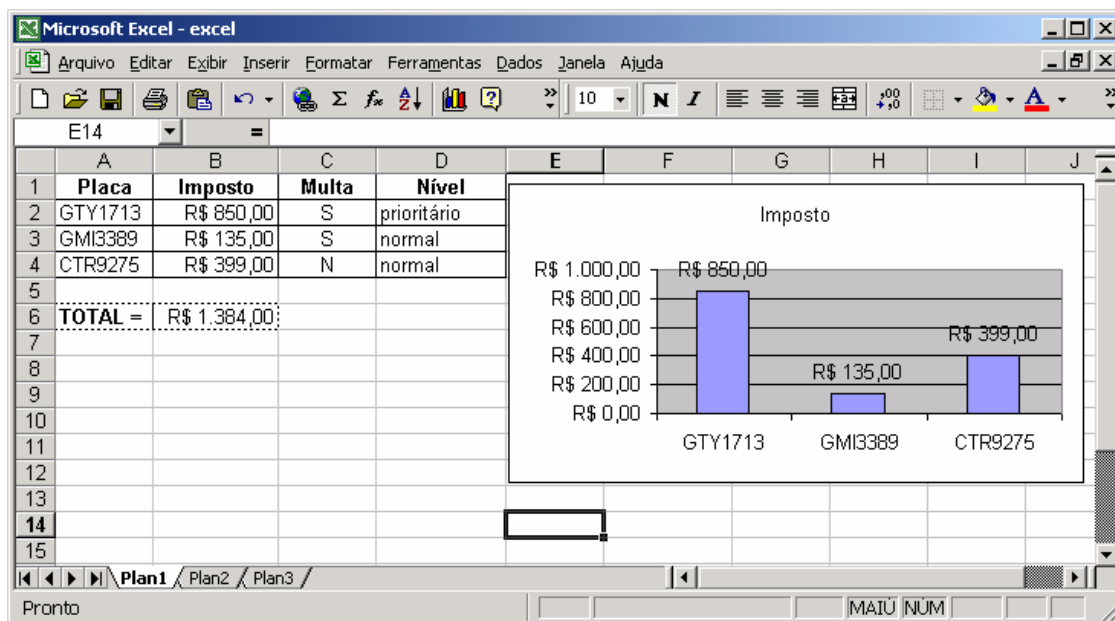 Microsoft Excel - excel
Arquivo Editar Exibir Inserir Formatar Ferramentas Dados Janela Ajuda
Σ fx 10 N I A
E14 =
A B C D E F G H I J
1 Placa Imposto Multa Nível
2 GTY1713 R$ 850,00 S prioritário
3 GMI3389 R$ 135,00 S normal
4 CTR9275 R$ 399,00 N normal
5
6 TOTAL = R$ 1.384,00
7
8
9
10
11
12
13
14
15
Imposto
R$ 1.000,00
R$ 800,00
R$ 600,00
R$ 400,00
R$ 200,00
R$ 0,00
R$ 850,00
R$ 135,00
R$ 399,00
GTY1713 GMI3389 CTR9275
Plan1 Plan2 Plan3
Pronto MAIÚ NÚM